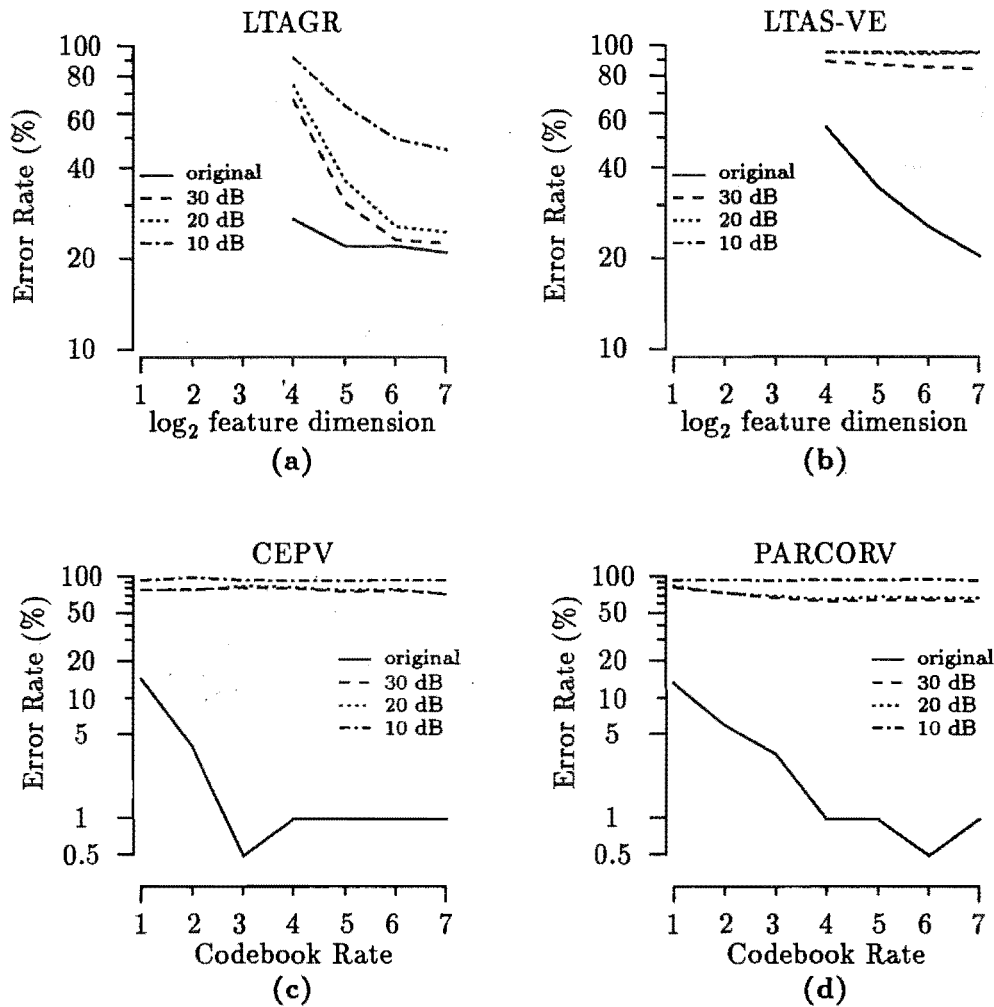 LTAGR
100
80
60
40
20
10
Error Rate (%)
original
30 dB
20 dB
10 dB
1 2 3 4 5 6 7
log₂ feature dimension
(a)
LTAS-VE
100
80
60
40
20
10
Error Rate (%)
original
30 dB
20 dB
10 dB
1 2 3 4 5 6 7
log₂ feature dimension
(b)
CEPV
100
50
20
10
5
1
0.5
Error Rate (%)
original
30 dB
20 dB
10 dB
1 2 3 4 5 6 7
Codebook Rate
(c)
PARCORV
100
50
20
10
5
1
0.5
Error Rate (%)
original
30 dB
20 dB
10 dB
1 2 3 4 5 6 7
Codebook Rate
(d)